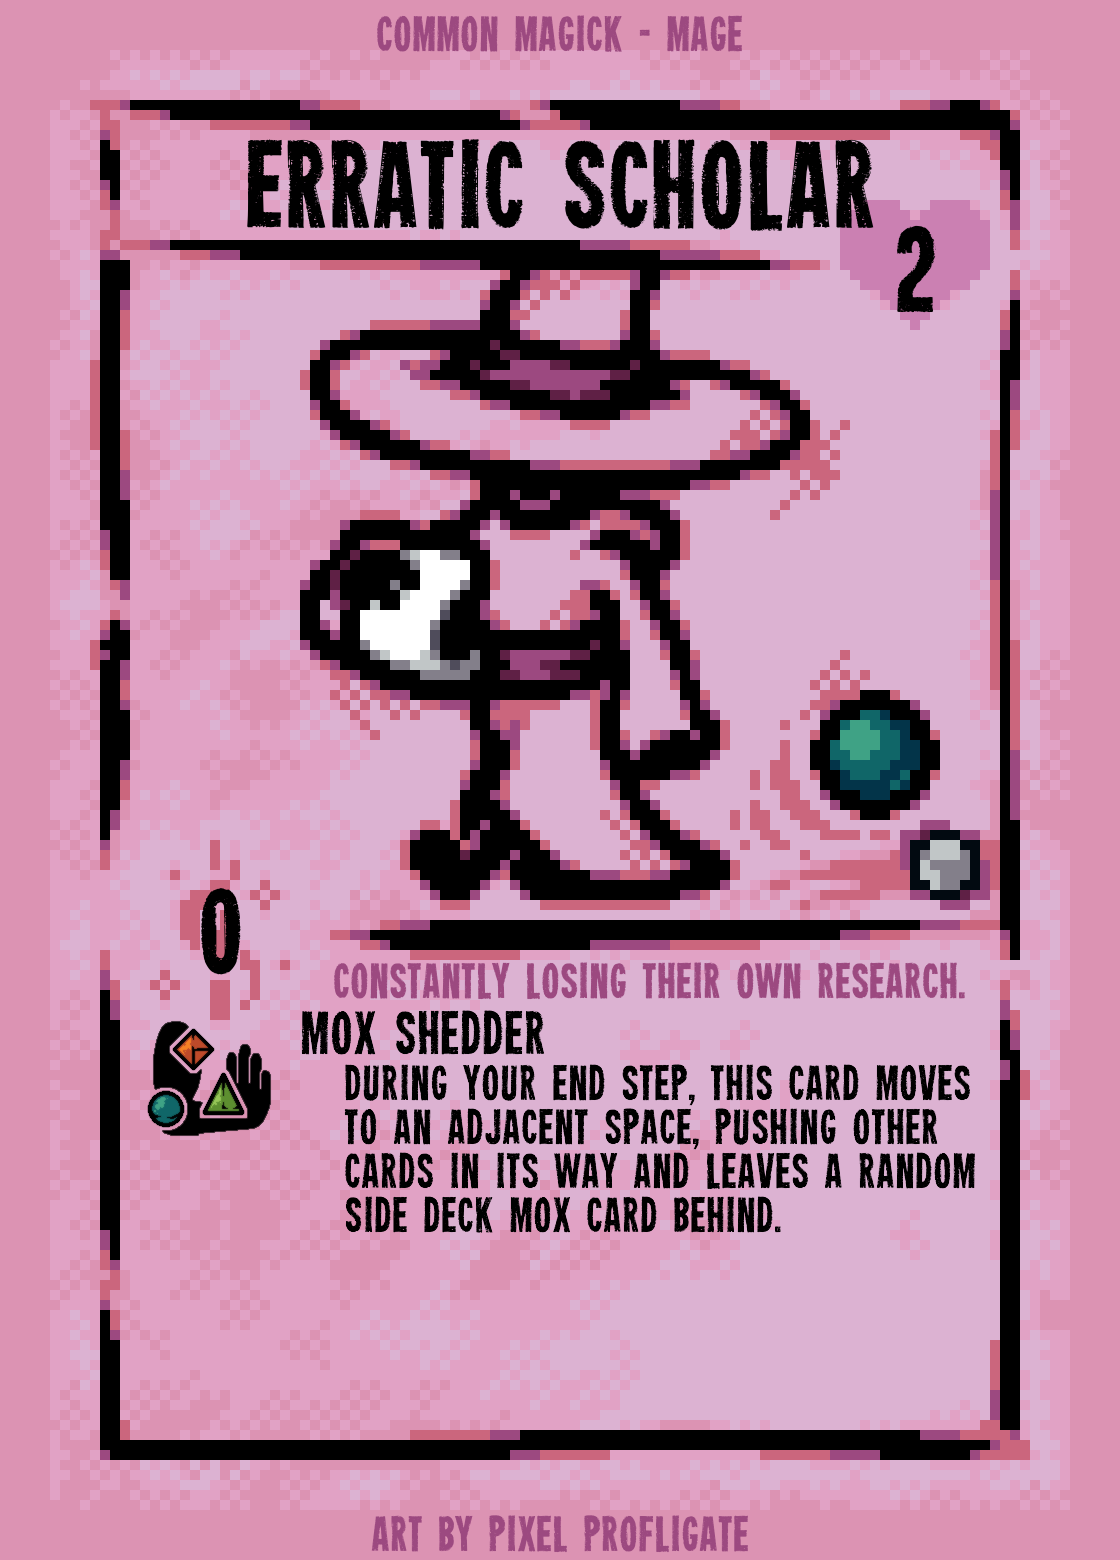 COMMON MAGICK - MAGE
ERRATIC SCHOLAR
2
0
CONSTANTLY LOSING THEIR OWN RESEARCH.
MOX SHEDDER
DURING YOUR END STEP, THIS CARD MOVES
TO AN ADJACENT SPACE, PUSHING OTHER
CARDS IN ITS WAY AND LEAVES A RANDOM
SIDE DECK MOX CARD BEHIND.
ART BY PIXEL PROFLIGATE